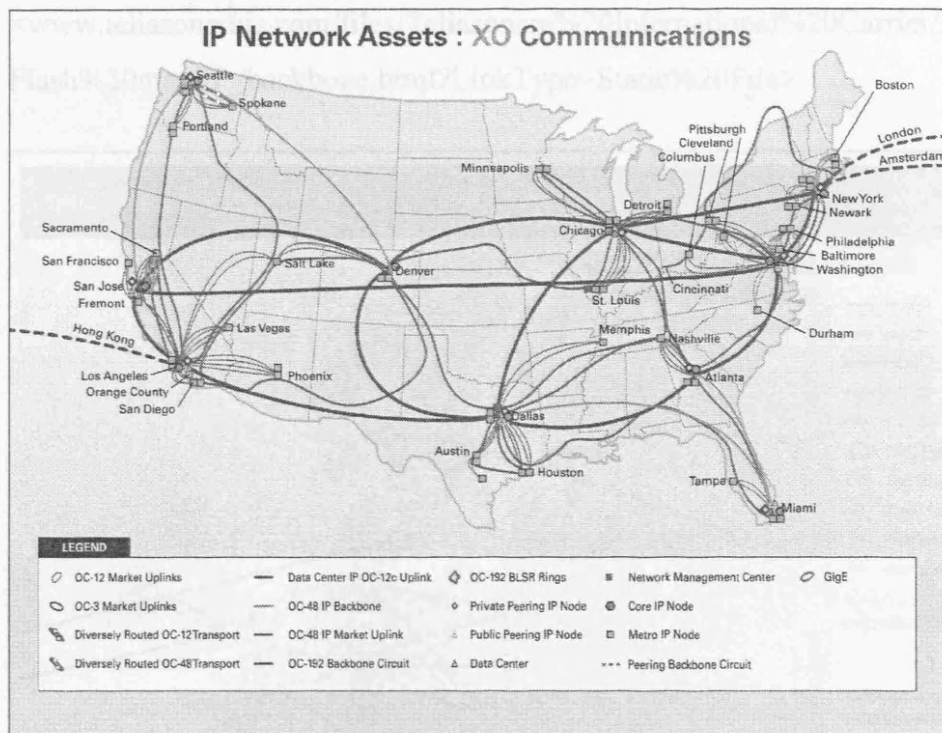 IP Network Assets : XO Communications
Seattle
Spokane
Portland
Boston
London
Amsterdam
Pittsburgh
Cleveland
Columbus
Minneapolis
Detroit
Chicago
New York
Newark
Philadelphia
Baltimore
Washington
Sacramento
San Francisco
San Jose
Fremont
Salt Lake
Denver
St. Louis
Cincinnati
Hong Kong
Las Vegas
Memphis
Nashville
Durham
Los Angeles
Orange County
San Diego
Phoenix
Atlanta
Dallas
Austin
Houston
Tampa
Miami
LEGEND
OC-12 Market Uplinks
OC-3 Market Uplinks
Diversely Routed OC-12 Transport
Diversely Routed OC-48 Transport
Data Center IP OC-12c Uplink
OC-48 IP Backbone
OC-48 IP Market Uplink
OC-192 Backbone Circuit
OC-192 BLSR Rings
Private Peering IP Node
Public Peering IP Node
Data Center
Network Management Center
Core IP Node
Metro IP Node
Peering Backbone Circuit
GigE